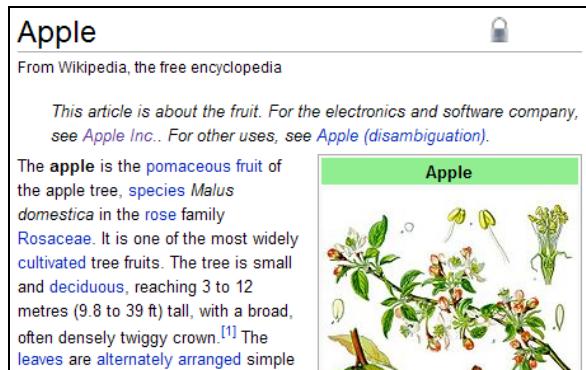 Apple
From Wikipedia, the free encyclopedia
This article is about the fruit. For the electronics and software company,
see Apple Inc.. For other uses, see Apple (disambiguation).
The apple is the pomaceous fruit of
the apple tree, species Malus
domestica in the rose family
Rosaceae. It is one of the most widely
cultivated tree fruits. The tree is small
and deciduous, reaching 3 to 12
metres (9.8 to 39 ft) tall, with a broad,
often densely twiggy crown.[1] The
leaves are alternately arranged simple
Apple